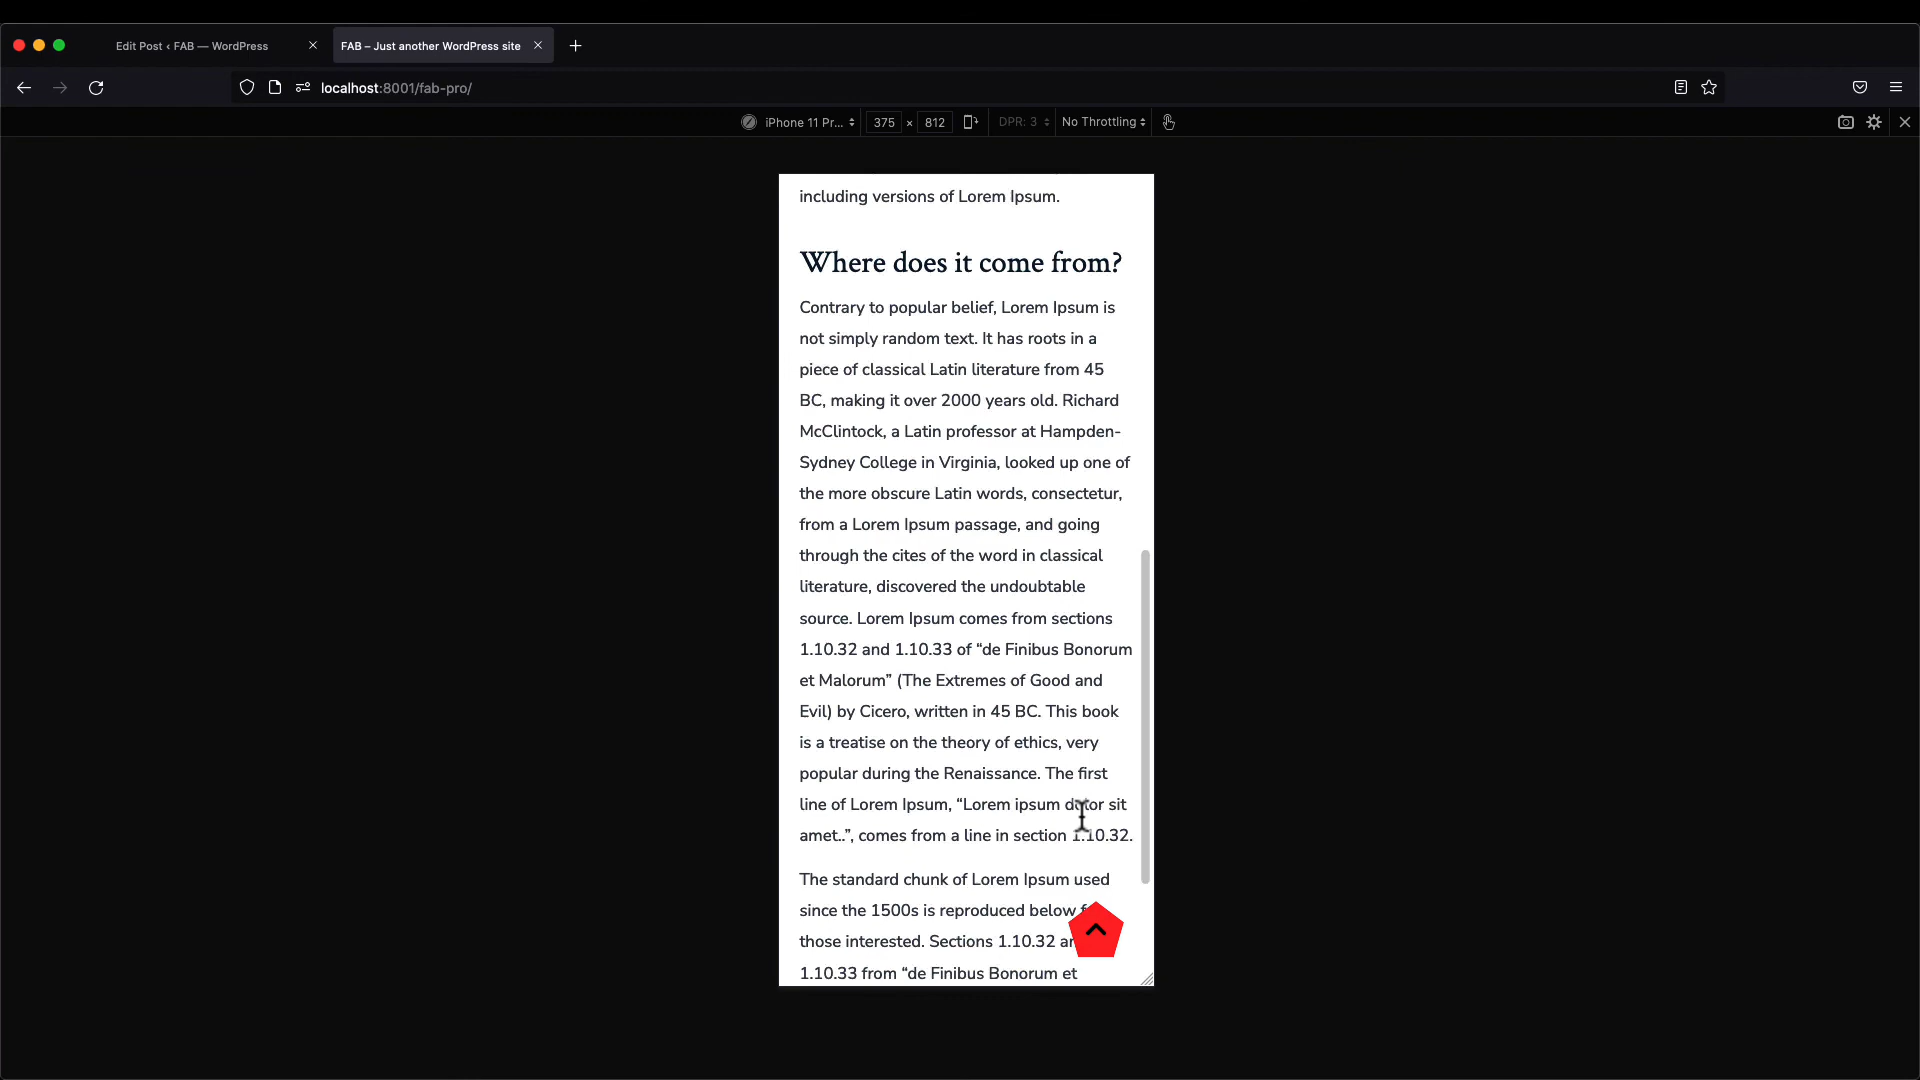 Edit Post ‹ FAB — WordPress
FAB – Just another WordPress site
localhost:8001/fab-pro/
iPhone 11 Pr... 375 × 812 DPR: 3 No Throttling
including versions of Lorem Ipsum.
Where does it come from?
Contrary to popular belief, Lorem Ipsum is
not simply random text. It has roots in a
piece of classical Latin literature from 45
BC, making it over 2000 years old. Richard
McClintock, a Latin professor at Hampden-
Sydney College in Virginia, looked up one of
the more obscure Latin words, consectetur,
from a Lorem Ipsum passage, and going
through the cites of the word in classical
literature, discovered the undoubtable
source. Lorem Ipsum comes from sections
1.10.32 and 1.10.33 of “de Finibus Bonorum
et Malorum” (The Extremes of Good and
Evil) by Cicero, written in 45 BC. This book
is a treatise on the theory of ethics, very
popular during the Renaissance. The first
line of Lorem Ipsum, “Lorem ipsum dolor sit
amet..”, comes from a line in section 1.10.32.
The standard chunk of Lorem Ipsum used
since the 1500s is reproduced below
those interested. Sections 1.10.32
1.10.33 from “de Finibus Bonorum et